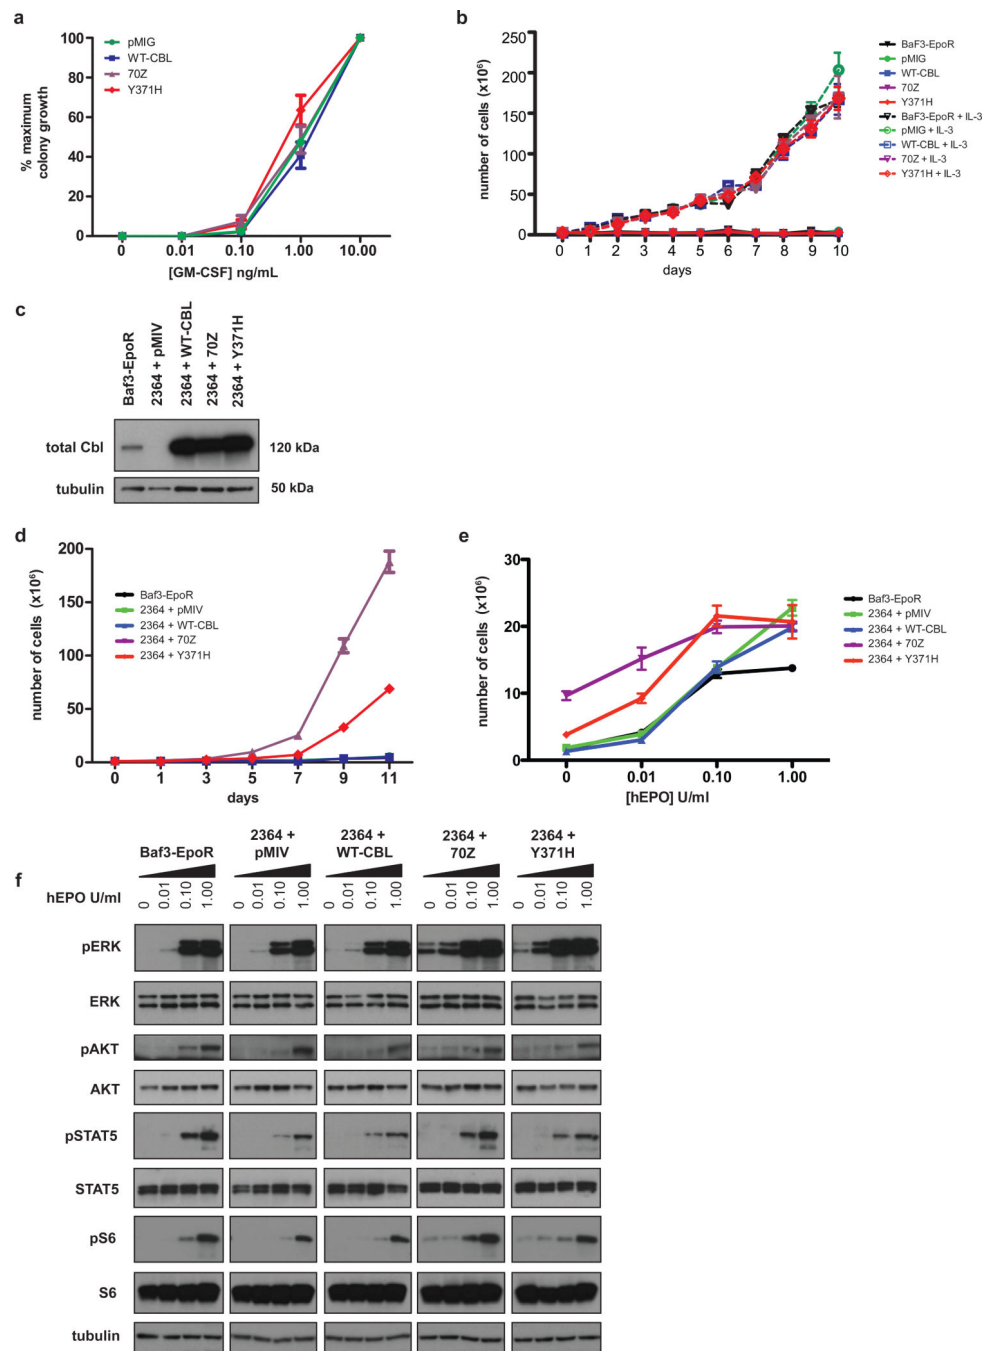 a
% maximum
colony growth
100
80
60
40
20
0
pMIG
WT-CBL
70Z
Y371H
0 0.01 0.10 1.00 10.00
[GM-CSF] ng/mL
b
number of cells (x10⁶)
250
200
150
100
50
0
0 1 2 3 4 5 6 7 8 9 10
days
BaF3-EpoR
pMIG
WT-CBL
70Z
Y371H
BaF3-EpoR + IL-3
pMIG + IL-3
WT-CBL + IL-3
70Z + IL-3
Y371H + IL-3
c
Baf3-EpoR
2364 + pMIV
2364 + WT-CBL
2364 + 70Z
2364 + Y371H
total Cbl 120 kDa
tubulin 50 kDa
d
number of cells (x10⁶)
200
150
100
50
0
Baf3-EpoR
2364 + pMIV
2364 + WT-CBL
2364 + 70Z
2364 + Y371H
0 1 3 5 7 9 11
days
e
number of cells (x10⁶)
30
20
10
0
0 0.01 0.10 1.00
[hEPO] U/ml
Baf3-EpoR
2364 + pMIV
2364 + WT-CBL
2364 + 70Z
2364 + Y371H
f
Baf3-EpoR
2364 +
pMIV
2364 +
WT-CBL
2364 +
70Z
2364 +
Y371H
hEPO U/ml 0 0.01 0.10 1.00 0 0.01 0.10 1.00 0 0.01 0.10 1.00 0 0.01 0.10 1.00 0 0.01 0.10 1.00
pERK
ERK
pAKT
AKT
pSTAT5
STAT5
pS6
S6
tubulin